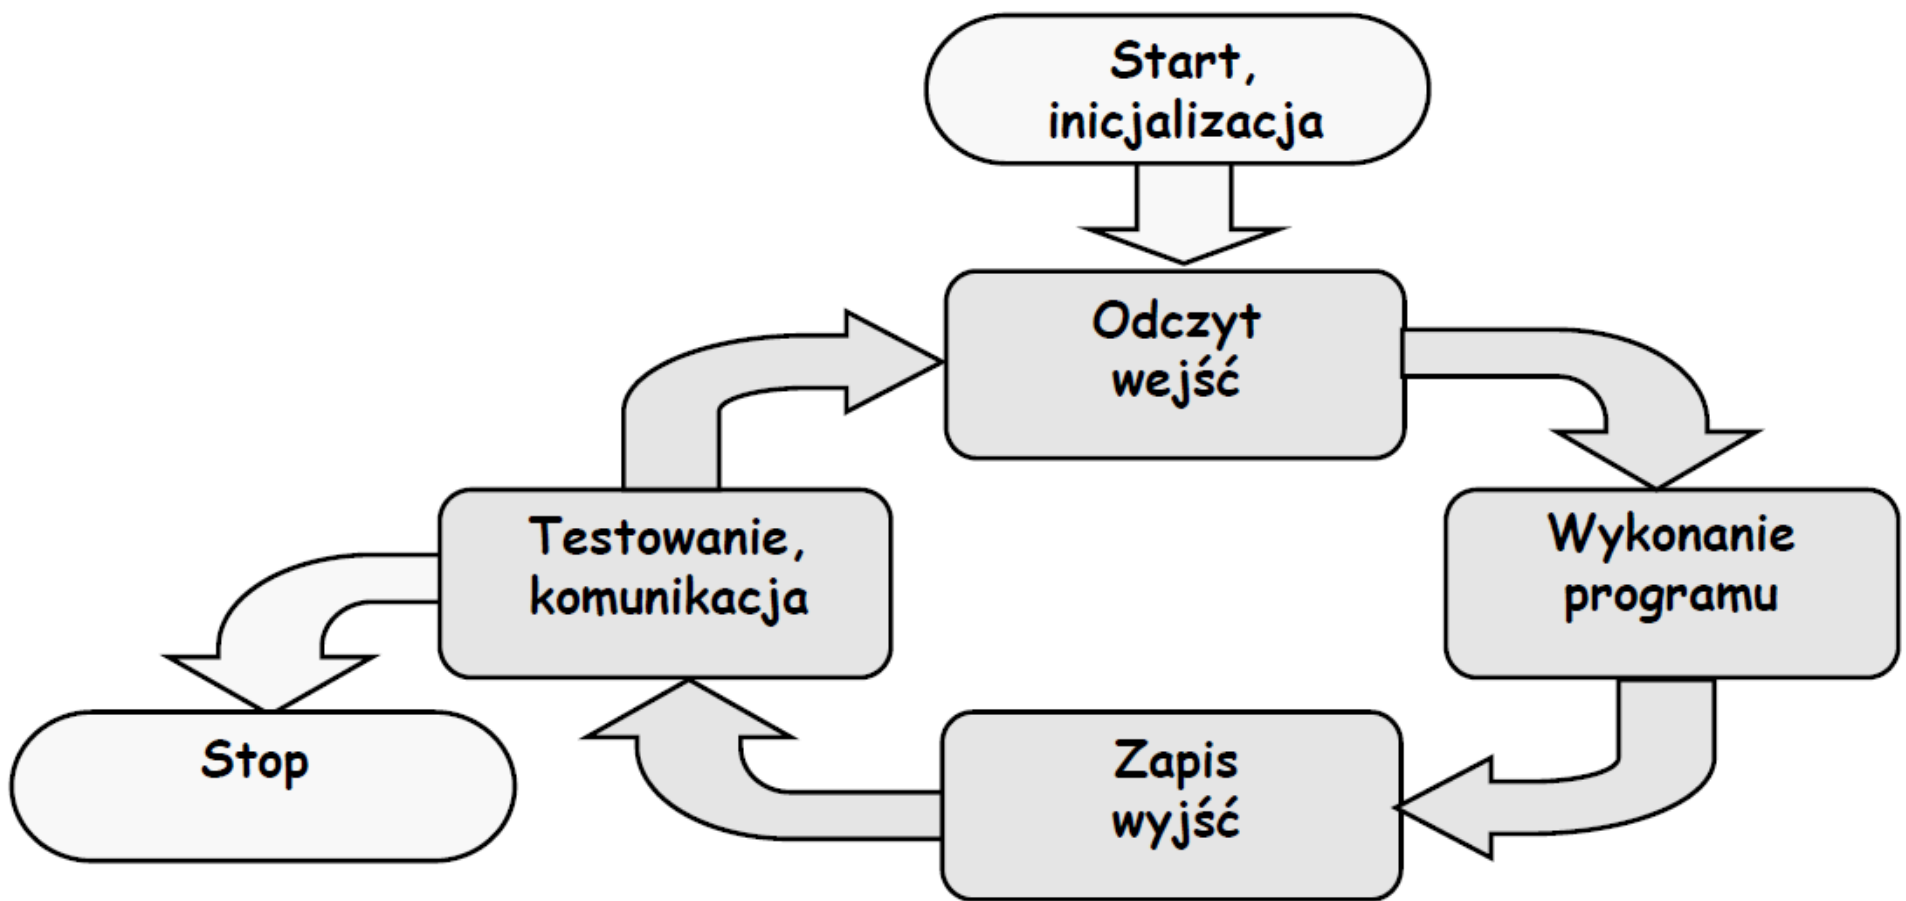 Start,
inicjalizacja
Odczyt
wejść
Wykonanie
programu
Zapis
wyjść
Testowanie,
komunikacja
Stop